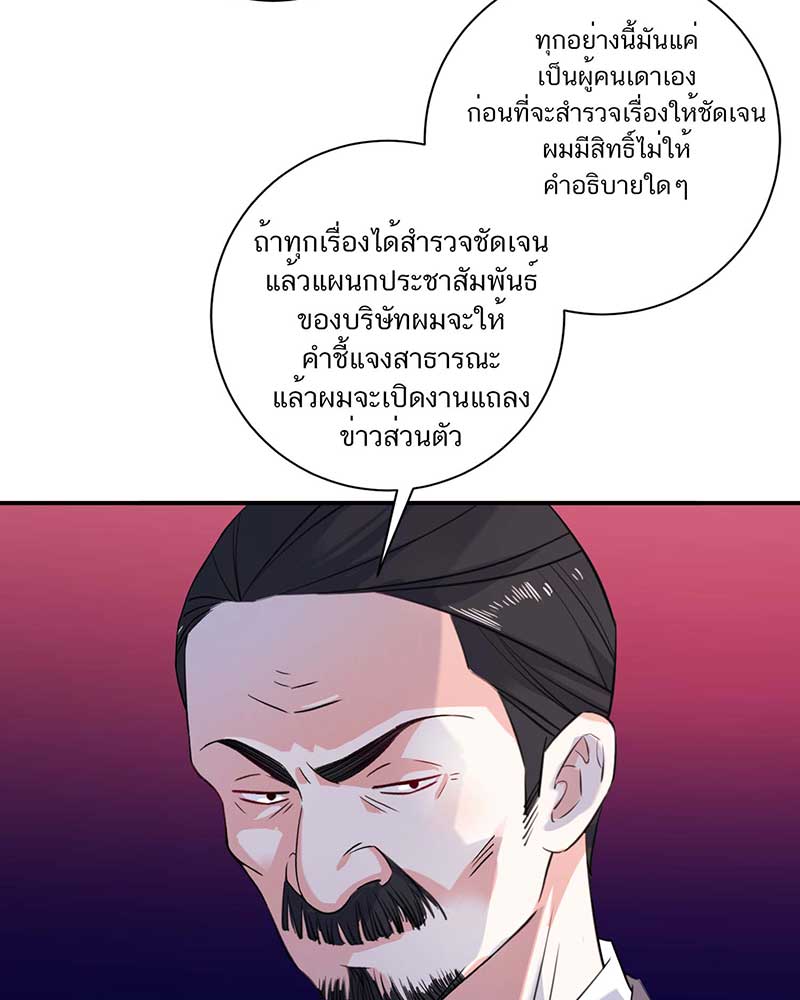 ทุกอย่างนี้มันแค่
เป็นผู้คนเดาเอง
ก่อนที่จะสำรวจเรื่องให้ชัดเจน
ผมมีสิทธิ์ไม่ให้
คำอธิบายใดๆ
ถ้าทุกเรื่องได้สำรวจชัดเจน
แล้วแผนกประชาสัมพันธ์
ของบริษัทผมจะให้
คำชี้แจงสาธารณะ
แล้วผมจะเปิดงานแถลง
ข่าวส่วนตัว